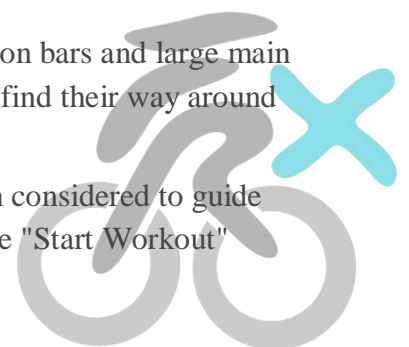 on bars and large main
find their way around
considered to guide
"Start Workout"